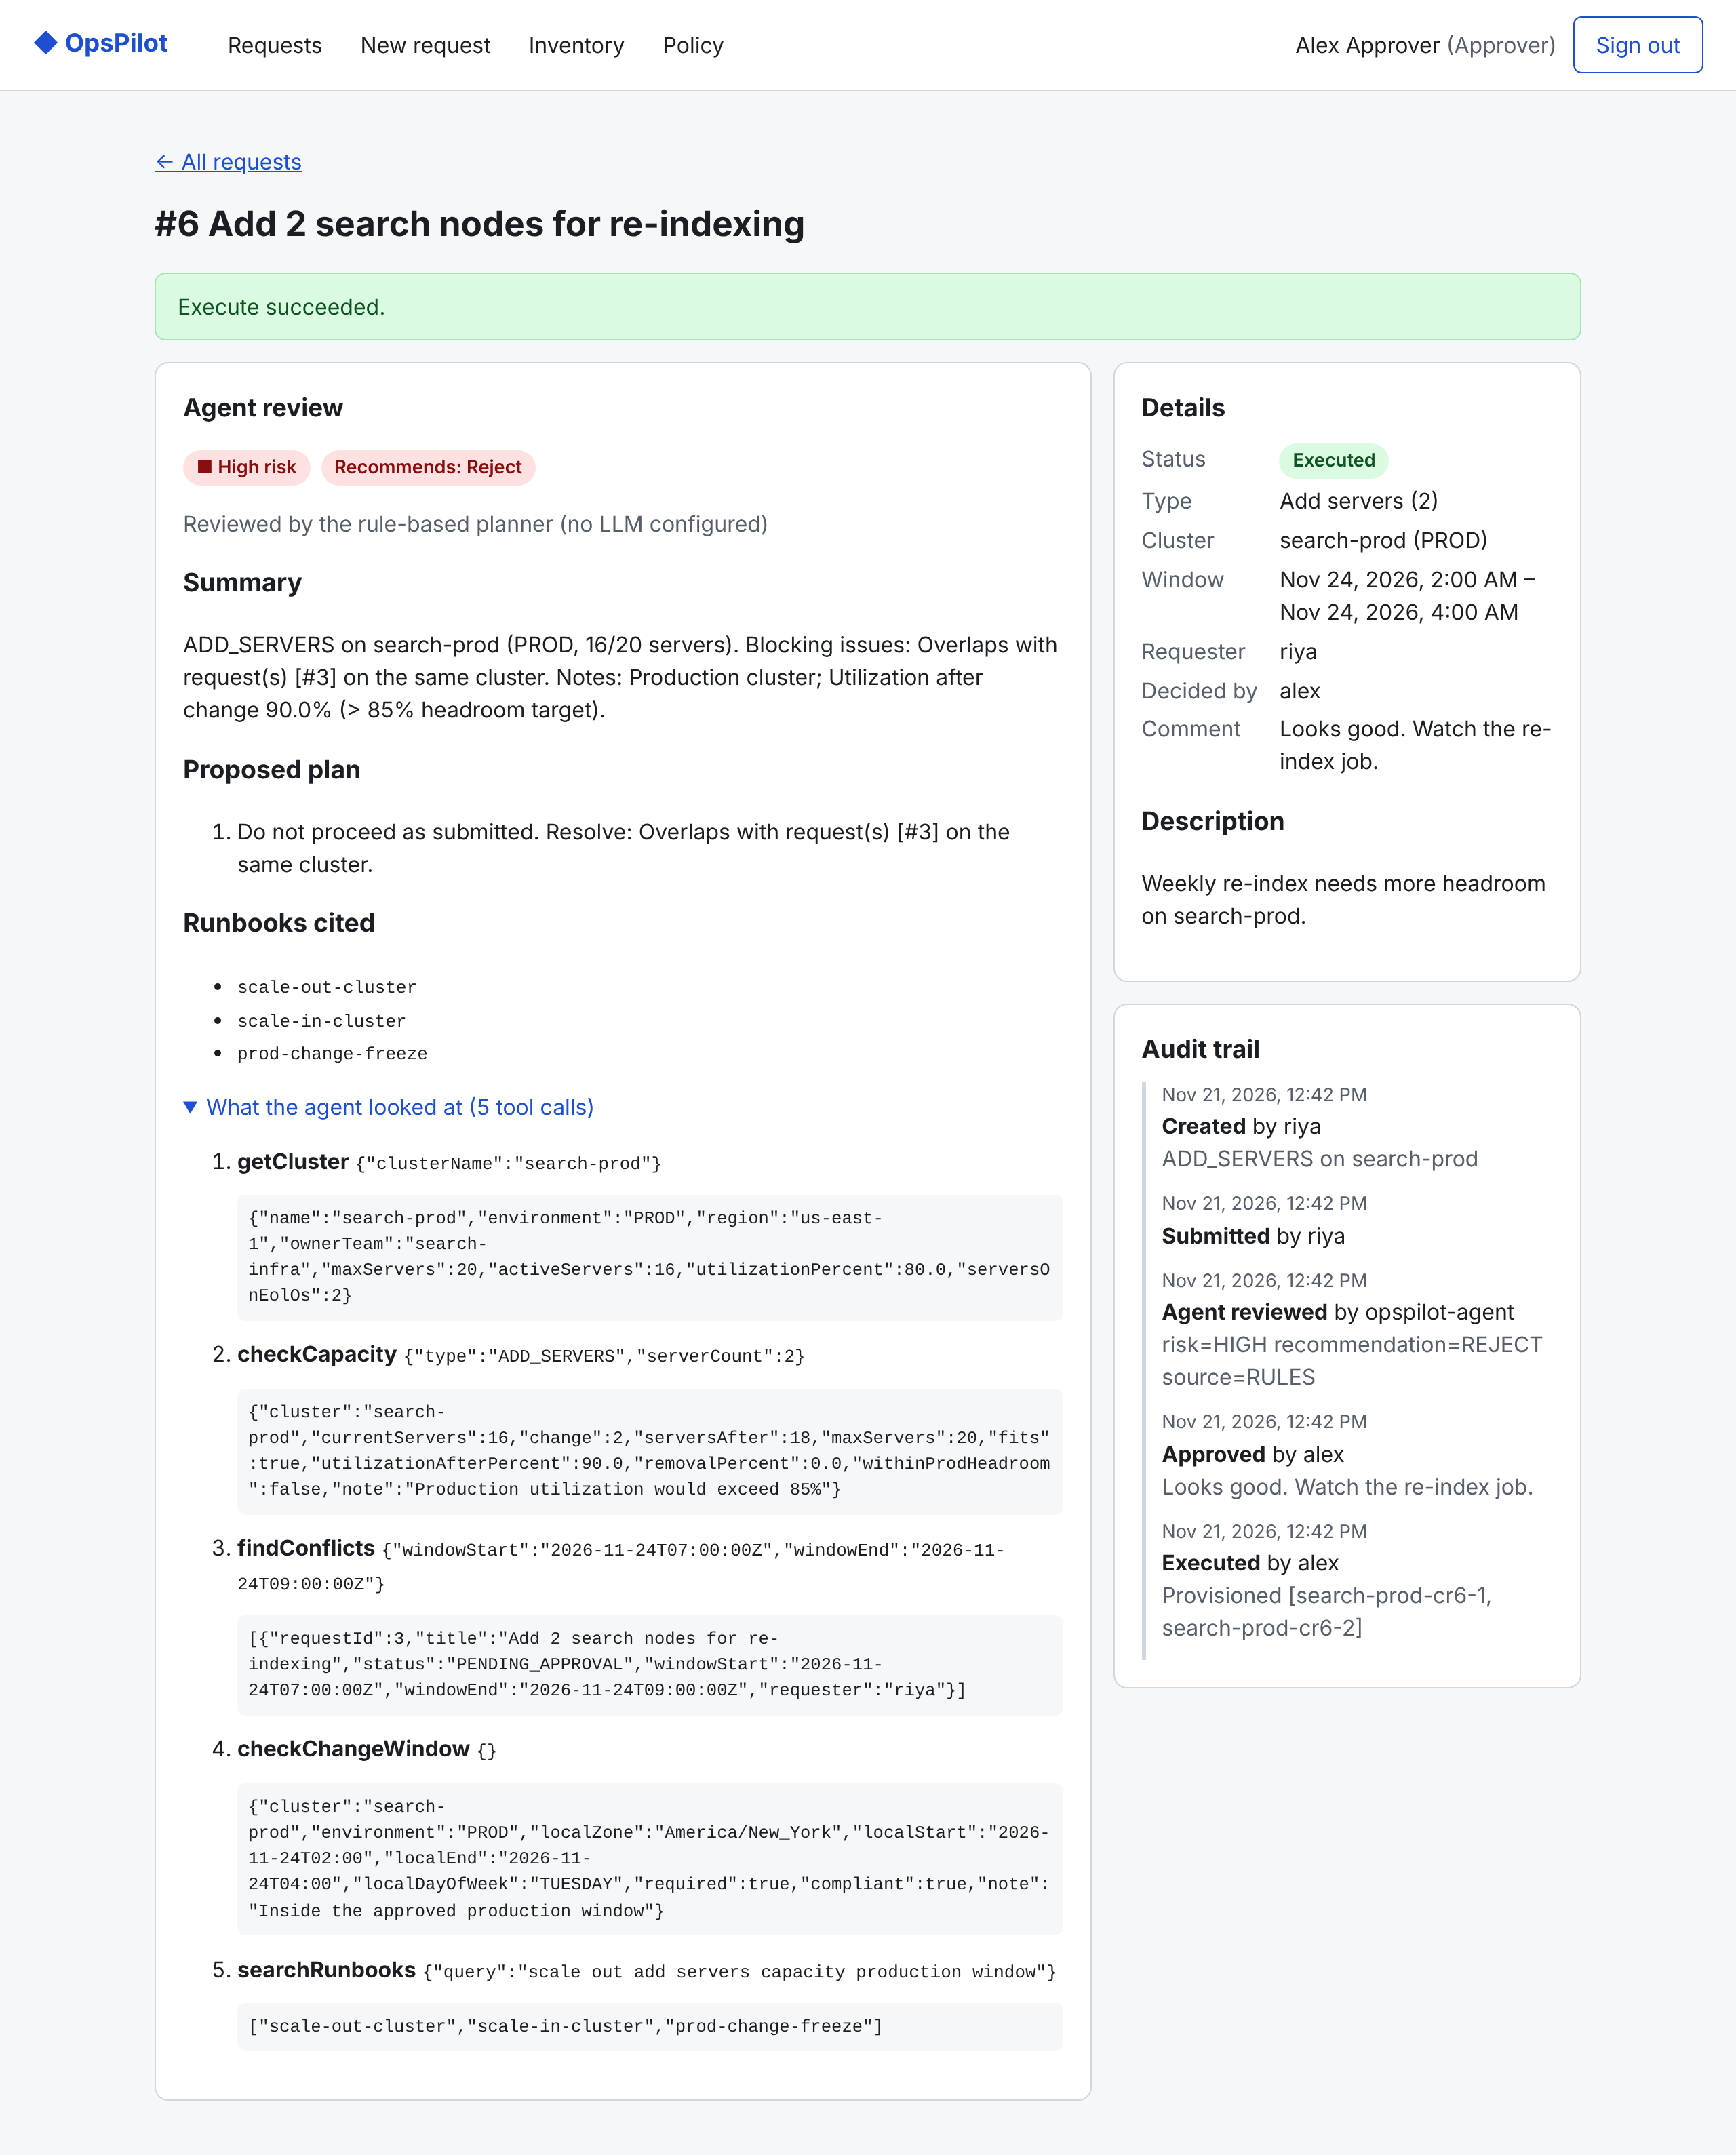 OpsPilot
Requests
New request
Inventory
Policy
Alex Approver (Approver)
Sign out
← All requests
#6 Add 2 search nodes for re-indexing
Execute succeeded.
Agent review
High risk
Recommends: Reject
Reviewed by the rule-based planner (no LLM configured)
Summary
ADD_SERVERS on search-prod (PROD, 16/20 servers). Blocking issues: Overlaps with
request(s) [#3] on the same cluster. Notes: Production cluster; Utilization after
change 90.0% (> 85% headroom target).
Proposed plan
1. Do not proceed as submitted. Resolve: Overlaps with request(s) [#3] on the
same cluster.
Runbooks cited
• scale-out-cluster
• scale-in-cluster
• prod-change-freeze
▼ What the agent looked at (5 tool calls)
1. getCluster {"clusterName":"search-prod"}
{"name":"search-prod","environment":"PROD","region":"us-east-
1","ownerTeam":"search-
infra","maxServers":20,"activeServers":16,"utilizationPercent":80.0,"serversO
nEolOs":2}
2. checkCapacity {"type":"ADD_SERVERS","serverCount":2}
{"cluster":"search-
prod","currentServers":16,"change":2,"serversAfter":18,"maxServers":20,"fits"
:true,"utilizationAfterPercent":90.0,"removalPercent":0.0,"withinProdHeadroom
":false,"note":"Production utilization would exceed 85%"}
3. findConflicts {"windowStart":"2026-11-24T07:00:00Z","windowEnd":"2026-11-
24T09:00:00Z"}
[{"requestId":3,"title":"Add 2 search nodes for re-
indexing","status":"PENDING_APPROVAL","windowStart":"2026-11-
24T07:00:00Z","windowEnd":"2026-11-24T09:00:00Z","requester":"riya"}]
4. checkChangeWindow {}
{"cluster":"search-
prod","environment":"PROD","localZone":"America/New_York","localStart":"2026-
11-24T02:00","localEnd":"2026-11-
24T04:00","localDayOfWeek":"TUESDAY","required":true,"compliant":true,"note":
"Inside the approved production window"}
5. searchRunbooks {"query":"scale out add servers capacity production window"}
["scale-out-cluster","scale-in-cluster","prod-change-freeze"]
Details
Status Executed
Type Add servers (2)
Cluster search-prod (PROD)
Window Nov 24, 2026, 2:00 AM –
Nov 24, 2026, 4:00 AM
Requester riya
Decided by alex
Comment Looks good. Watch the re-
index job.
Description
Weekly re-index needs more headroom
on search-prod.
Audit trail
Nov 21, 2026, 12:42 PM
Created by riya
ADD_SERVERS on search-prod
Nov 21, 2026, 12:42 PM
Submitted by riya
Nov 21, 2026, 12:42 PM
Agent reviewed by opspilot-agent
risk=HIGH recommendation=REJECT
source=RULES
Nov 21, 2026, 12:42 PM
Approved by alex
Looks good. Watch the re-index job.
Nov 21, 2026, 12:42 PM
Executed by alex
Provisioned [search-prod-cr6-1,
search-prod-cr6-2]